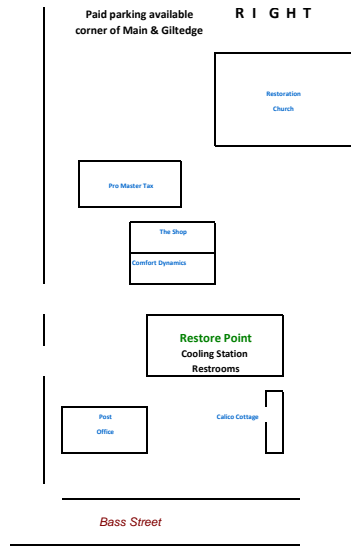 Paid parking available
corner of Main & Giltedge
R I G H T
Restoration
Church
Pro Master Tax
The Shop
Comfort Dynamics
Restore Point
Cooling Station
Restrooms
Post
Office
Calico Cottage
Bass Street